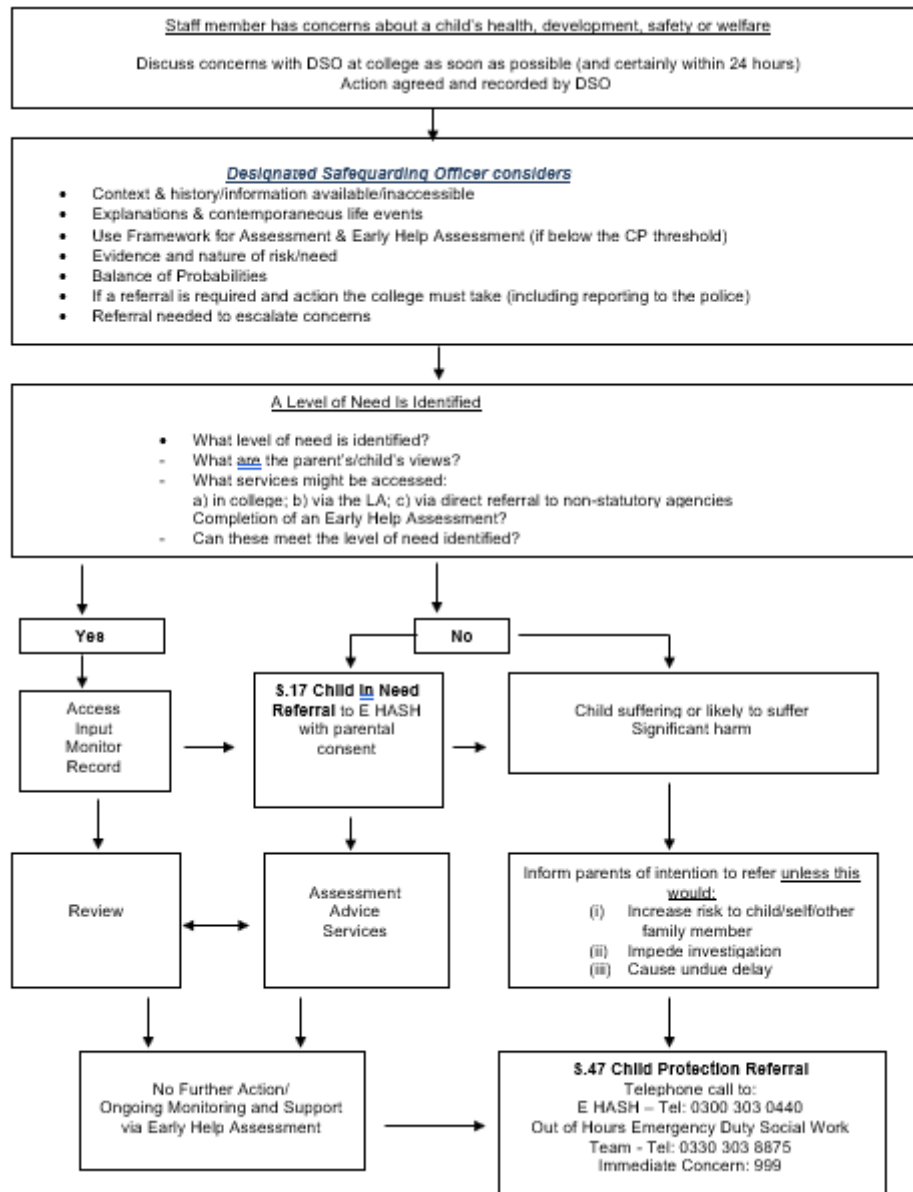 Staff member has concerns about a child's health, development, safety or welfare
Discuss concerns with DSO at college as soon as possible (and certainly within 24 hours)
Action agreed and recorded by DSO
Designated Safeguarding Officer considers
• Context & history/information available/inaccessible
• Explanations & contemporaneous life events
• Use Framework for Assessment & Early Help Assessment (if below the CP threshold)
• Evidence and nature of risk/need
• Balance of Probabilities
• If a referral is required and action the college must take (including reporting to the police)
• Referral needed to escalate concerns
A Level of Need Is Identified
• What level of need is identified?
- What are the parent's/child's views?
- What services might be accessed:
a) in college; b) via the LA; c) via direct referral to non-statutory agencies
Completion of an Early Help Assessment?
- Can these meet the level of need identified?
Yes
No
Access
Input
Monitor
Record
S.17 Child In Need
Referral to E HASH
with parental
consent
Child suffering or likely to suffer
Significant harm
Review
Assessment
Advice
Services
Inform parents of intention to refer unless this
would:
(i) Increase risk to child/self/other
family member
(ii) Impede investigation
(iii) Cause undue delay
No Further Action/
Ongoing Monitoring and Support
via Early Help Assessment
S.47 Child Protection Referral
Telephone call to:
E HASH – Tel: 0300 303 0440
Out of Hours Emergency Duty Social Work
Team - Tel: 0330 303 8875
Immediate Concern: 999